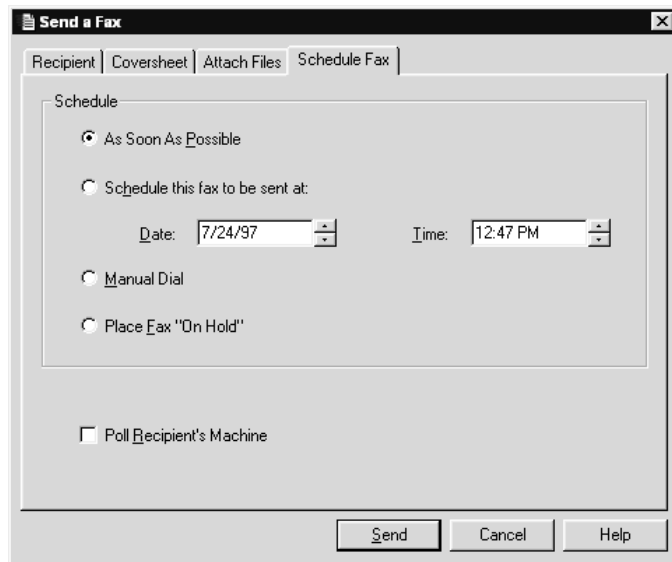 Send a Fax
Recipient Coversheet Attach Files Schedule Fax
Schedule
As Soon As Possible
Schedule this fax to be sent at:
Date: 7/24/97 Time: 12:47 PM
Manual Dial
Place Fax "On Hold"
Poll Recipient's Machine
Send Cancel Help